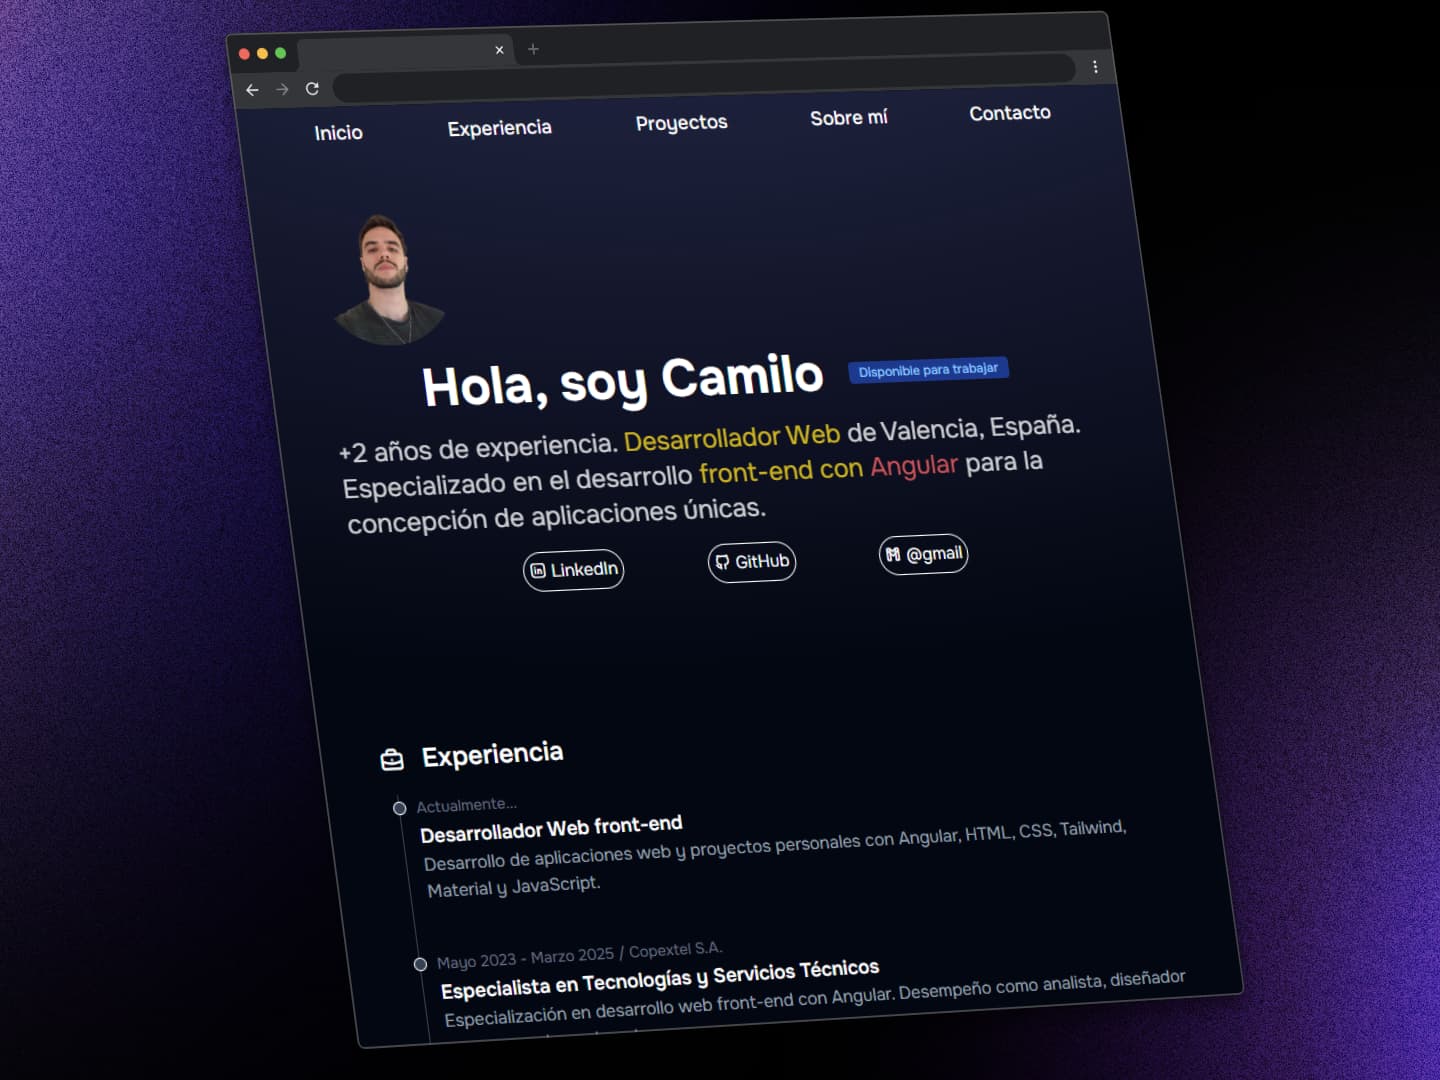 Inicio Experiencia Proyectos Sobre mí Contacto
Hola, soy Camilo
Disponible para trabajar
+2 años de experiencia. Desarrollador Web de Valencia, España.
Especializado en el desarrollo front-end con Angular para la
concepción de aplicaciones únicas.
LinkedIn GitHub @gmail
Experiencia
Actualmente...
Desarrollador Web front-end
Desarrollo de aplicaciones web y proyectos personales con Angular, HTML, CSS, Tailwind,
Material y JavaScript.
Mayo 2023 - Marzo 2025 / Copextel S.A.
Especialista en Tecnologías y Servicios Técnicos
Especialización en desarrollo web front-end con Angular. Desempeño como analista, diseñador